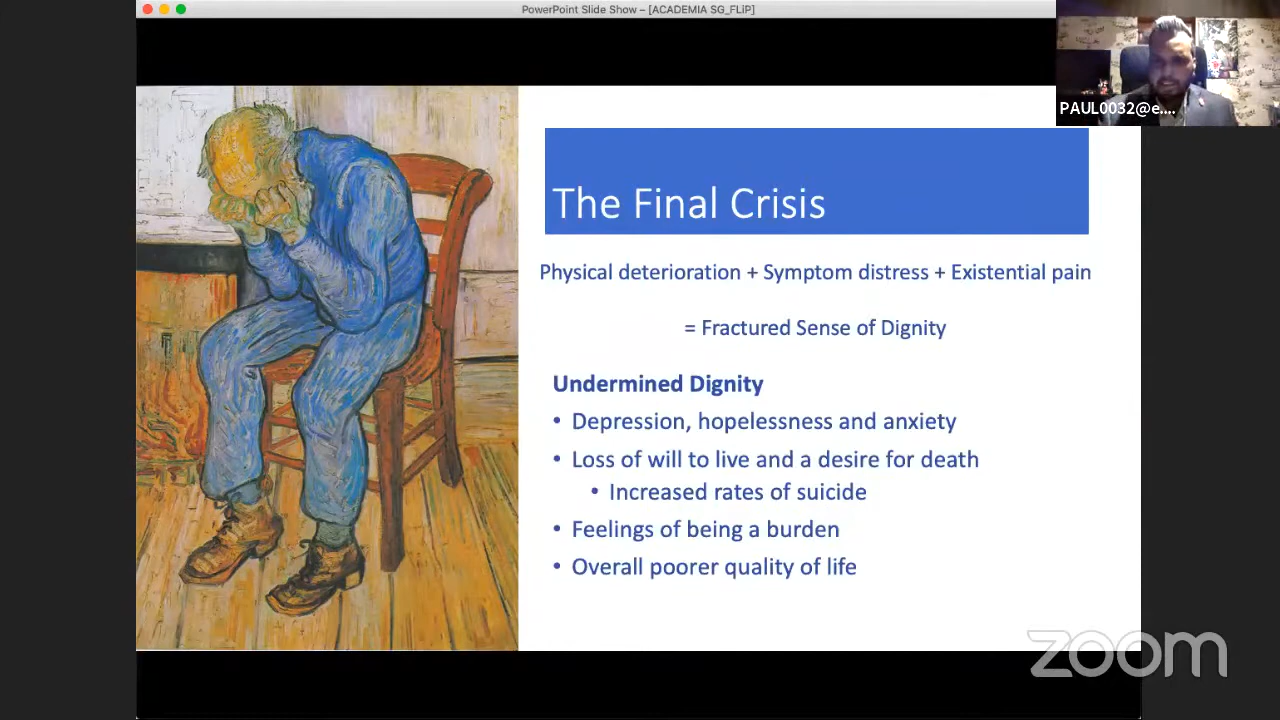 PowerPoint Slide Show – [ACADEMIA SG_FLiP]
PAUL0032@e....
The Final Crisis
Physical deterioration + Symptom distress + Existential pain
= Fractured Sense of Dignity
Undermined Dignity
• Depression, hopelessness and anxiety
• Loss of will to live and a desire for death
• Increased rates of suicide
• Feelings of being a burden
• Overall poorer quality of life
zoom